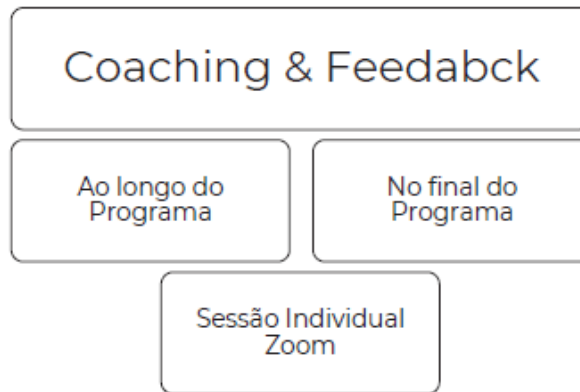 Coaching & Feedabck
Ao longo do
Programa
No final do
Programa
Sessão Individual
Zoom